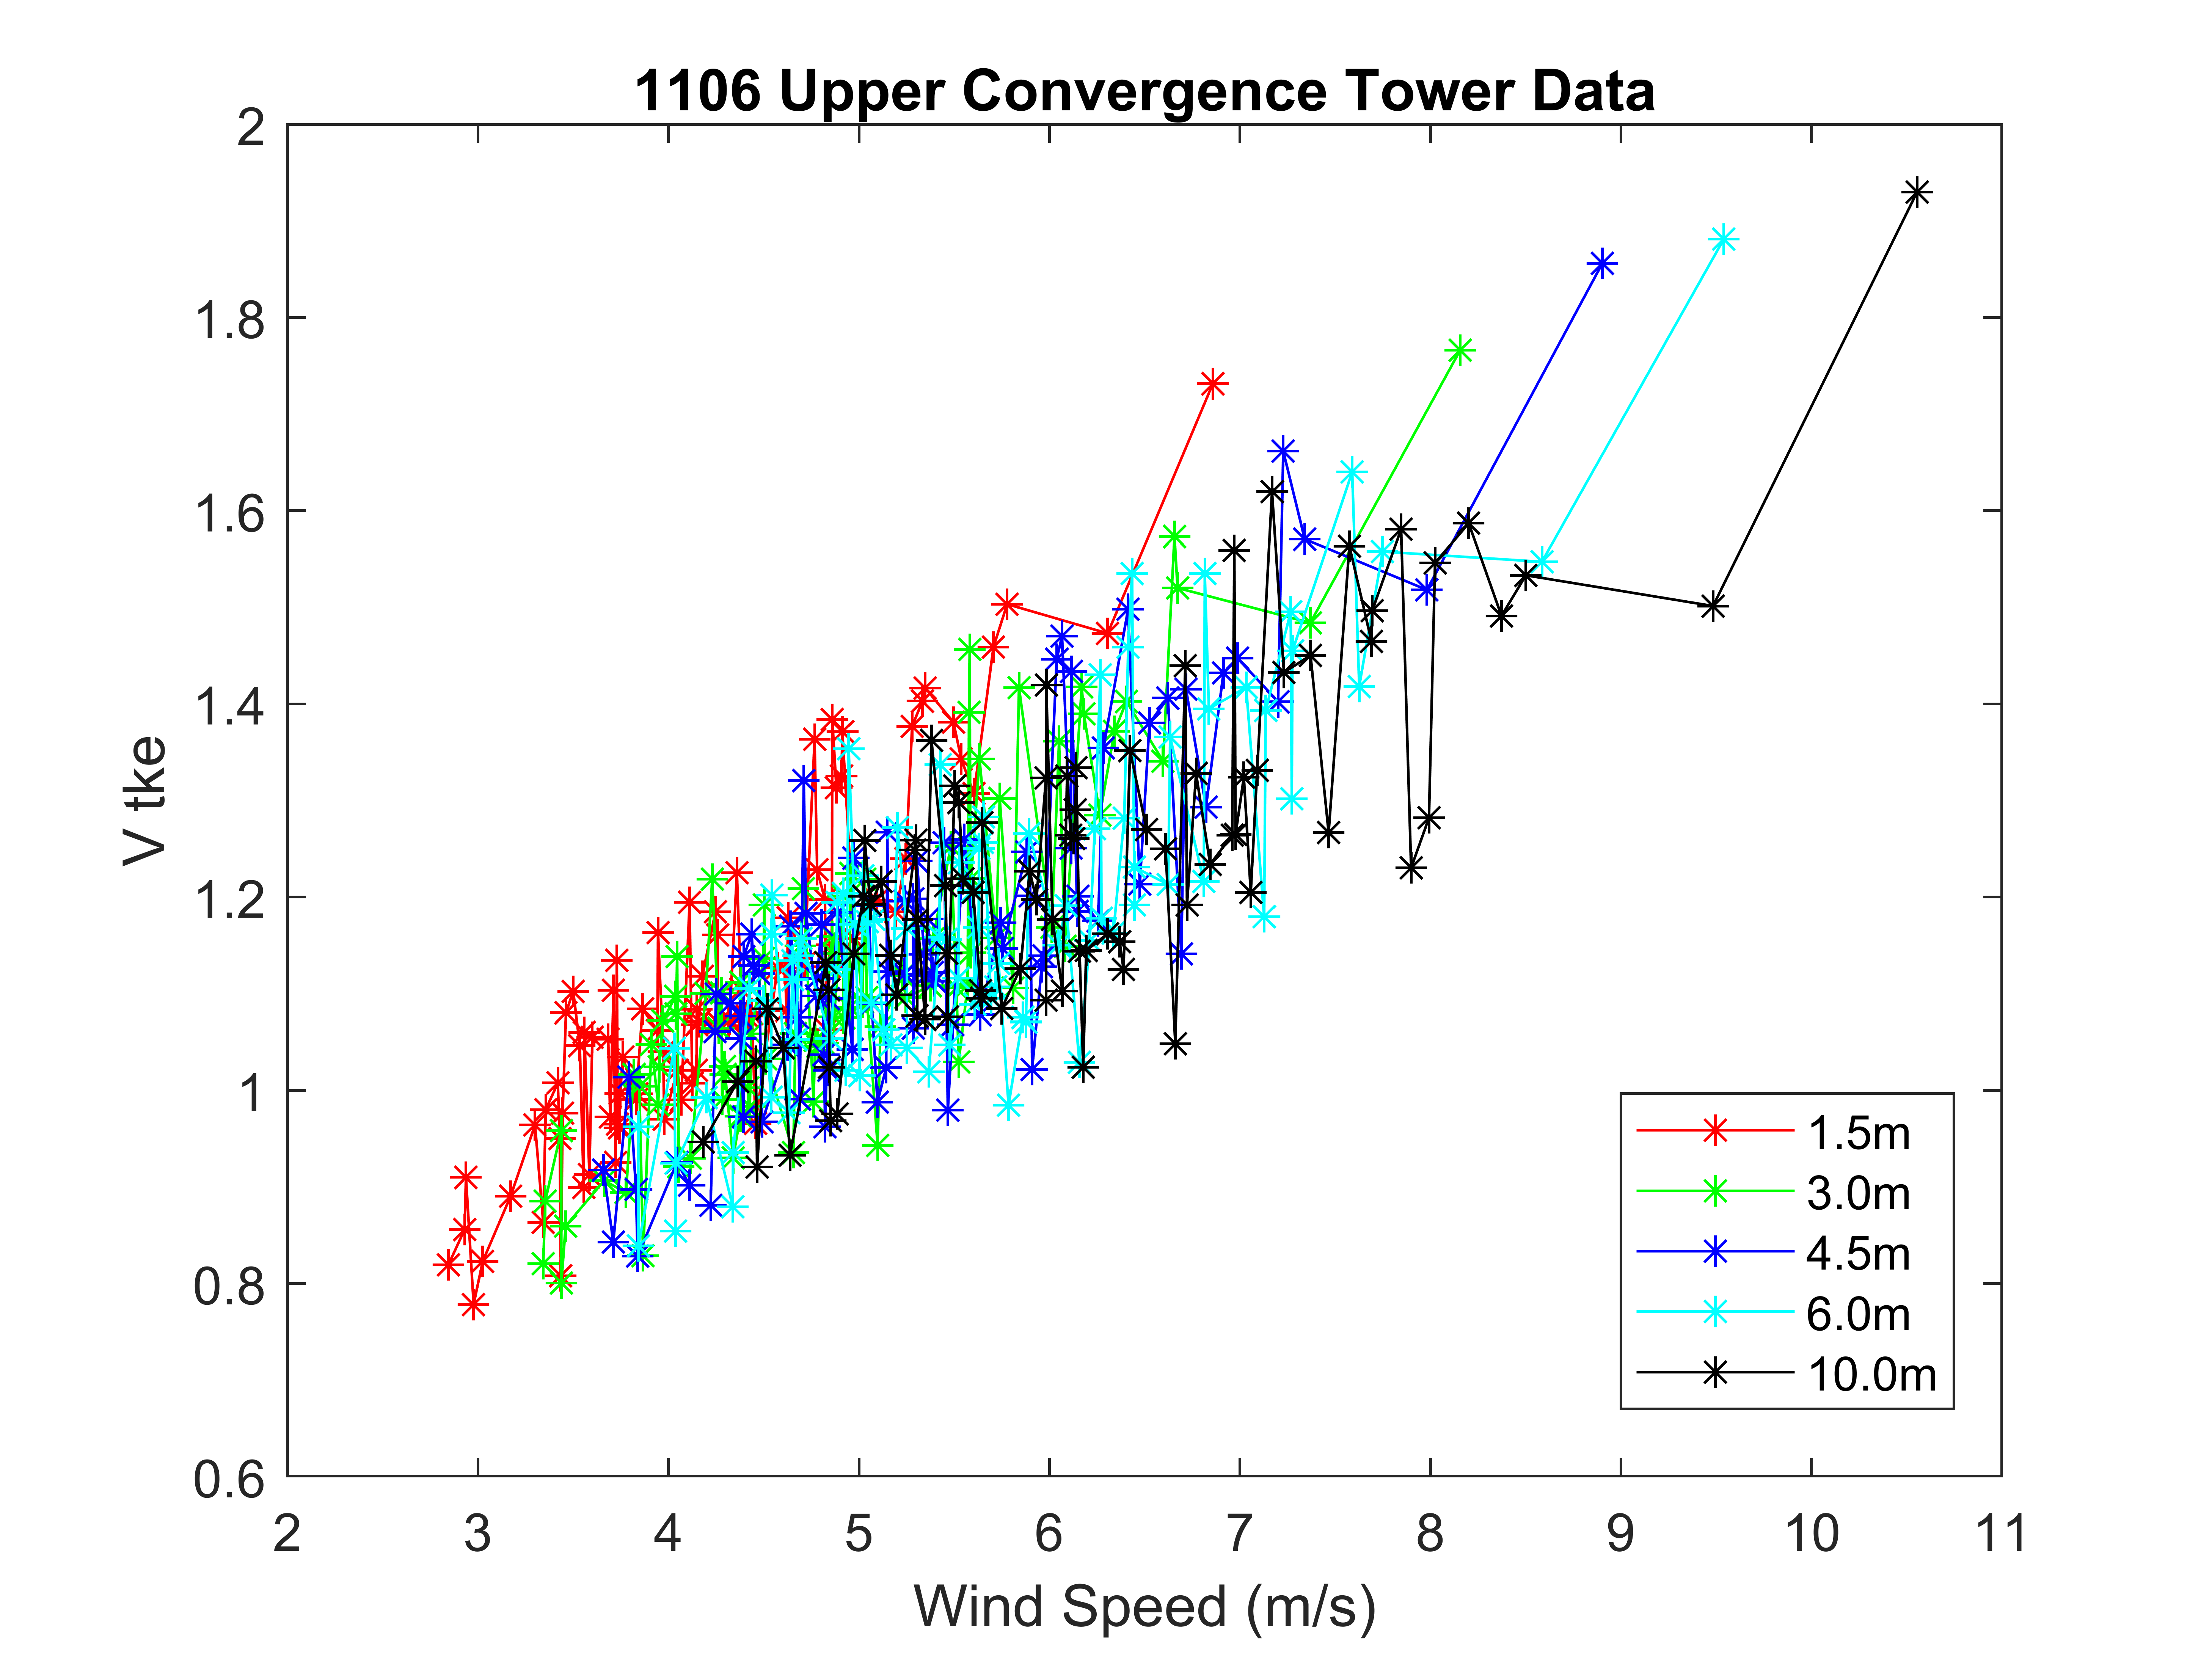 1106 Upper Convergence Tower Data
2
1.8
1.6
1.4
1.2
1
0.8
0.6
V tke
1.5m
3.0m
4.5m
6.0m
10.0m
2 3 4 5 6 7 8 9 10 11
Wind Speed (m/s)